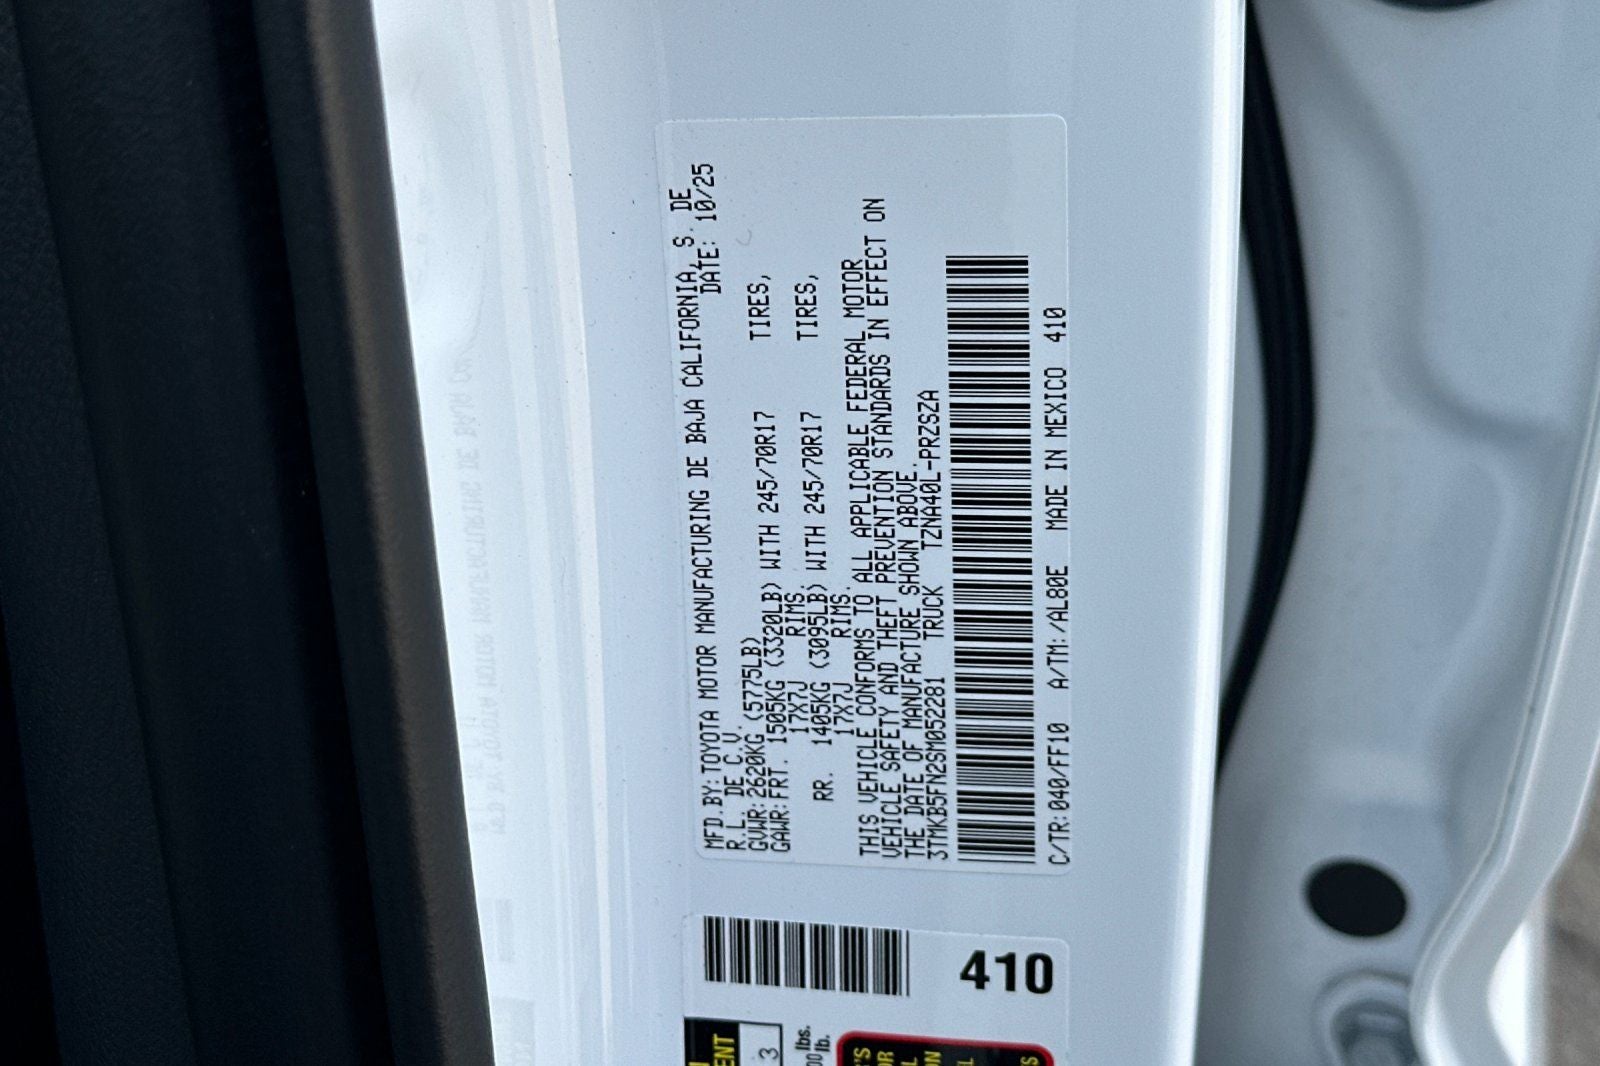 MFD.BY:TOYOTA MOTOR MANUFACTURING DE BAJA CALIFORNIA, S. DE
R.L. DE C.V. DATE: 10/25
GVWR:2620KG (5775LB)
GAWR:FRT. 1505KG (3320LB) WITH 245/70R17 TIRES,
17X7J RIMS.
RR. 1405KG (3095LB) WITH 245/70R17 TIRES,
17X7J RIMS.
THIS VEHICLE CONFORMS TO ALL APPLICABLE FEDERAL MOTOR
VEHICLE SAFETY AND THEFT PREVENTION STANDARDS IN EFFECT ON
THE DATE OF MANUFACTURE SHOWN ABOVE.
3TMKB5FN2SM052281 TRUCK TZNA40L-PRZSZA
C/TR:040/FF10 A/TM:/AL80E MADE IN MEXICO 410
410
3
lbs.
lb.